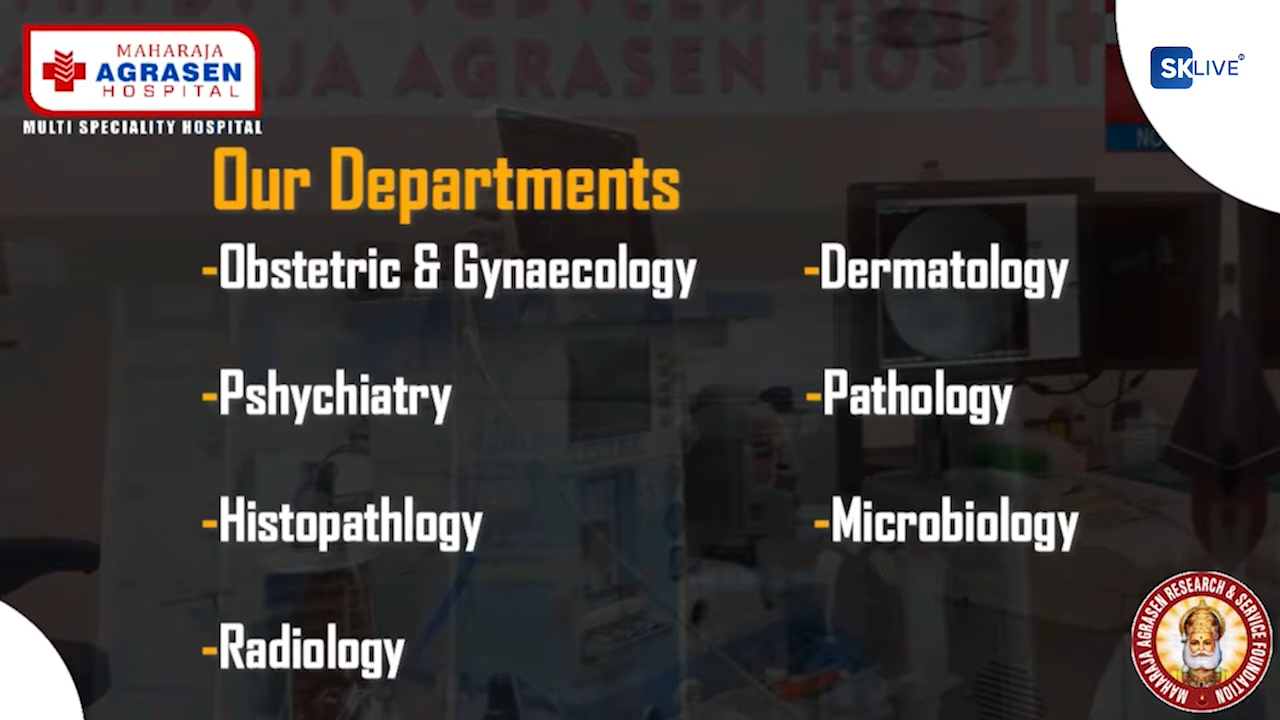 MAHARAJA
AGRASEN
HOSPITAL
MULTI SPECIALITY HOSPITAL
SKLIVE
Our Departments
-Obstetric & Gynaecology
-Dermatology
-Pshychiatry
-Pathology
-Histopathlogy
-Microbiology
-Radiology
MAHARAJA AGRASEN RESEARCH & SERVICE FOUNDATION